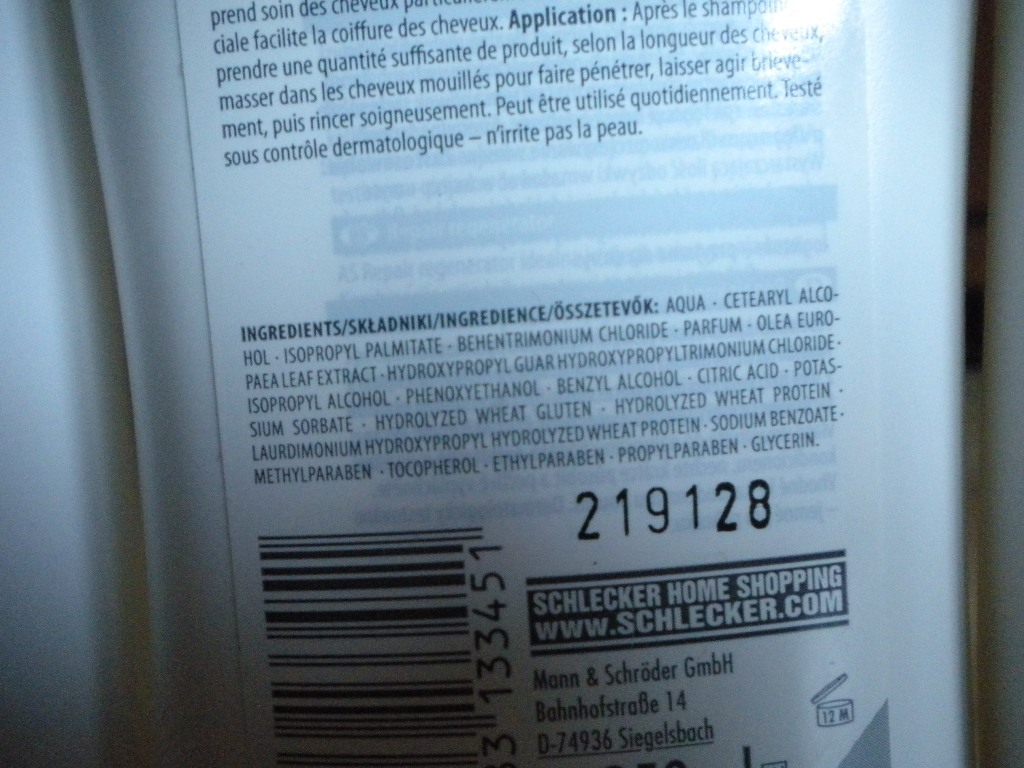 prend soin des cheveux
ciale facilite la coiffure des cheveux. Application : Après le shampoin
prendre une quantité suffisante de produit, selon la longueur des cheveux,
masser dans les cheveux mouillés pour faire pénétrer, laisser agir brieve-
ment, puis rincer soigneusement. Peut être utilisé quotidiennement. Testé
sous contrôle dermatologique – n'irrite pas la peau.
INGREDIENTS/SKŁADNIKI/INGREDIENCE/ÖSSZETEVŐK: AQUA · CETEARYL ALCO-
HOL · ISOPROPYL PALMITATE · BEHENTRIMONIUM CHLORIDE · PARFUM · OLEA EURO-
PAEA LEAF EXTRACT · HYDROXYPROPYL GUAR HYDROXYPROPYLTRIMONIUM CHLORIDE ·
ISOPROPYL ALCOHOL · PHENOXYETHANOL · BENZYL ALCOHOL · CITRIC ACID · POTAS-
SIUM SORBATE · HYDROLYZED WHEAT GLUTEN · HYDROLYZED WHEAT PROTEIN ·
LAURDIMONIUM HYDROXYPROPYL HYDROLYZED WHEAT PROTEIN · SODIUM BENZOATE ·
METHYLPARABEN · TOCOPHEROL · ETHYLPARABEN · PROPYLPARABEN · GLYCERIN.
219128
3 133451
SCHLECKER HOME SHOPPING
WWW.SCHLECKER.COM
Mann & Schröder GmbH
Bahnhofstraße 14
D-74936 Siegelsbach
12 M